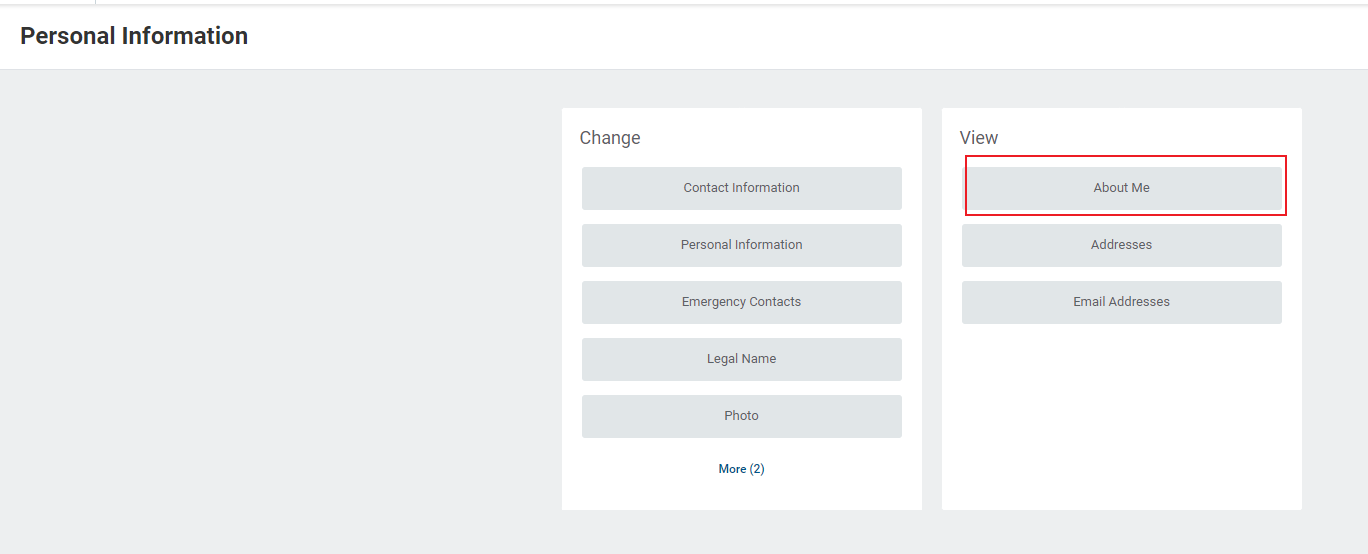 Personal Information
Change
Contact Information
Personal Information
Emergency Contacts
Legal Name
Photo
More (2)
View
About Me
Addresses
Email Addresses